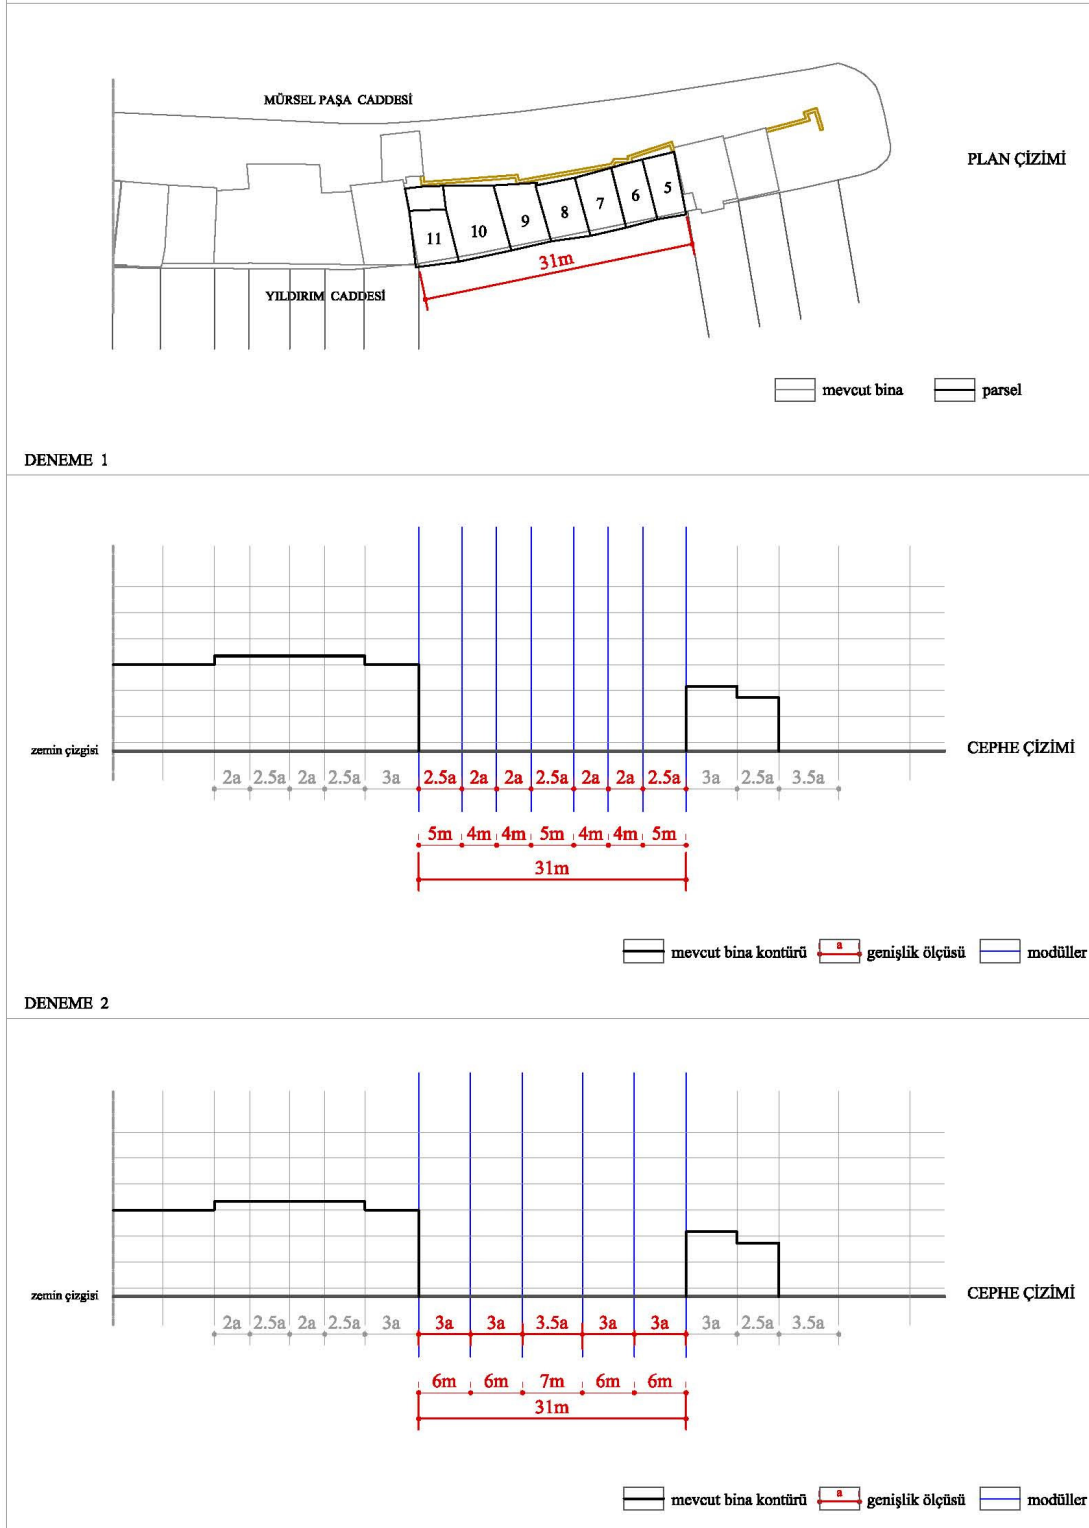 MÜRSEL PAŞA CADDESİ
PLAN ÇİZİMİ
11 10 9 8 7 6 5
31m
YILDIRIM CADDESİ
mevcut bina parsel
DENEME 1
zemin çizgisi
CEPHE ÇİZİMİ
2a 2.5a 2a 2.5a 3a 2.5a 2a 2a 2.5a 2a 2a 2.5a 3a 2.5a 3.5a
5m 4m 4m 5m 4m 4m 5m
31m
mevcut bina kontürü a genişlik ölçüsü modüller
DENEME 2
zemin çizgisi
CEPHE ÇİZİMİ
2a 2.5a 2a 2.5a 3a 3a 3a 3.5a 3a 3a 3a 2.5a 3.5a
6m 6m 7m 6m 6m
31m
mevcut bina kontürü a genişlik ölçüsü modüller